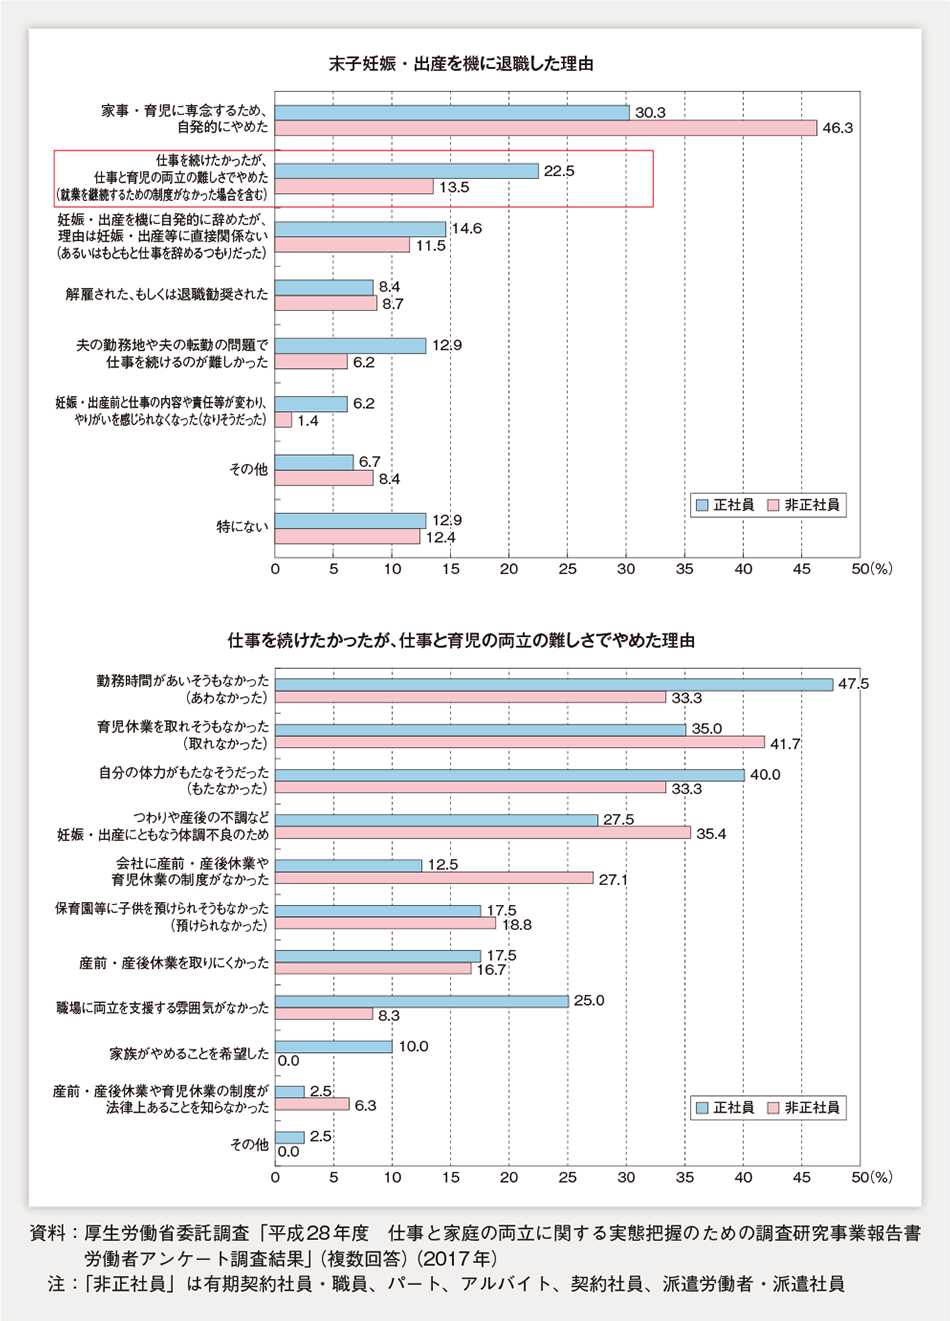 末子妊娠・出産を機に退職した理由
家事・育児に専念するため、
自発的にやめた
30.3
46.3
仕事を続けたかったが、
仕事と育児の両立の難しさでやめた
(就業を継続するための制度がなかった場合を含む)
22.5
13.5
妊娠・出産を機に自発的に辞めたが、
理由は妊娠・出産等に直接関係ない
(あるいはもともと仕事を辞めるつもりだった)
14.6
11.5
解雇された、もしくは退職勧奨された
8.4
8.7
夫の勤務地や夫の転勤の問題で
仕事を続けるのが難しかった
12.9
6.2
妊娠・出産前と仕事の内容や責任等が変わり、
やりがいを感じられなくなった(なりそうだった)
6.2
1.4
その他
6.7
8.4
特にない
12.9
12.4
正社員 非正社員
0 5 10 15 20 25 30 35 40 45 50(%)
仕事を続けたかったが、仕事と育児の両立の難しさでやめた理由
勤務時間があいそうもなかった
(あわなかった)
47.5
33.3
育児休業を取れそうもなかった
(取れなかった)
35.0
41.7
自分の体力がもたなそうだった
(もたなかった)
40.0
33.3
つわりや産後の不調など
妊娠・出産にともなう体調不良のため
27.5
35.4
会社に産前・産後休業や
育児休業の制度がなかった
12.5
27.1
保育園等に子供を預けられそうもなかった
(預けられなかった)
17.5
18.8
産前・産後休業を取りにくかった
17.5
16.7
職場に両立を支援する雰囲気がなかった
25.0
8.3
家族がやめることを希望した
10.0
0.0
産前・産後休業や育児休業の制度が
法律上あることを知らなかった
2.5
6.3
その他
2.5
0.0
正社員 非正社員
0 5 10 15 20 25 30 35 40 45 50(%)
資料：厚生労働省委託調査「平成28年度　仕事と家庭の両立に関する実態把握のための調査研究事業報告書
労働者アンケート調査結果」(複数回答)(2017年)
注：「非正社員」は有期契約社員・職員、パート、アルバイト、契約社員、派遣労働者・派遣社員